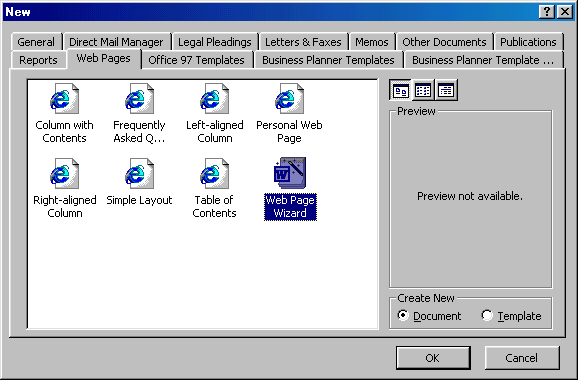 New
General Direct Mail Manager Legal Pleadings Letters & Faxes Memos Other Documents Publications
Reports Web Pages Office 97 Templates Business Planner Templates Business Planner Template ...
Column with Contents
Frequently Asked Q...
Left-aligned Column
Personal Web Page
Right-aligned Column
Simple Layout
Table of Contents
Web Page Wizard
Preview
Preview not available.
Create New
Document Template
OK Cancel